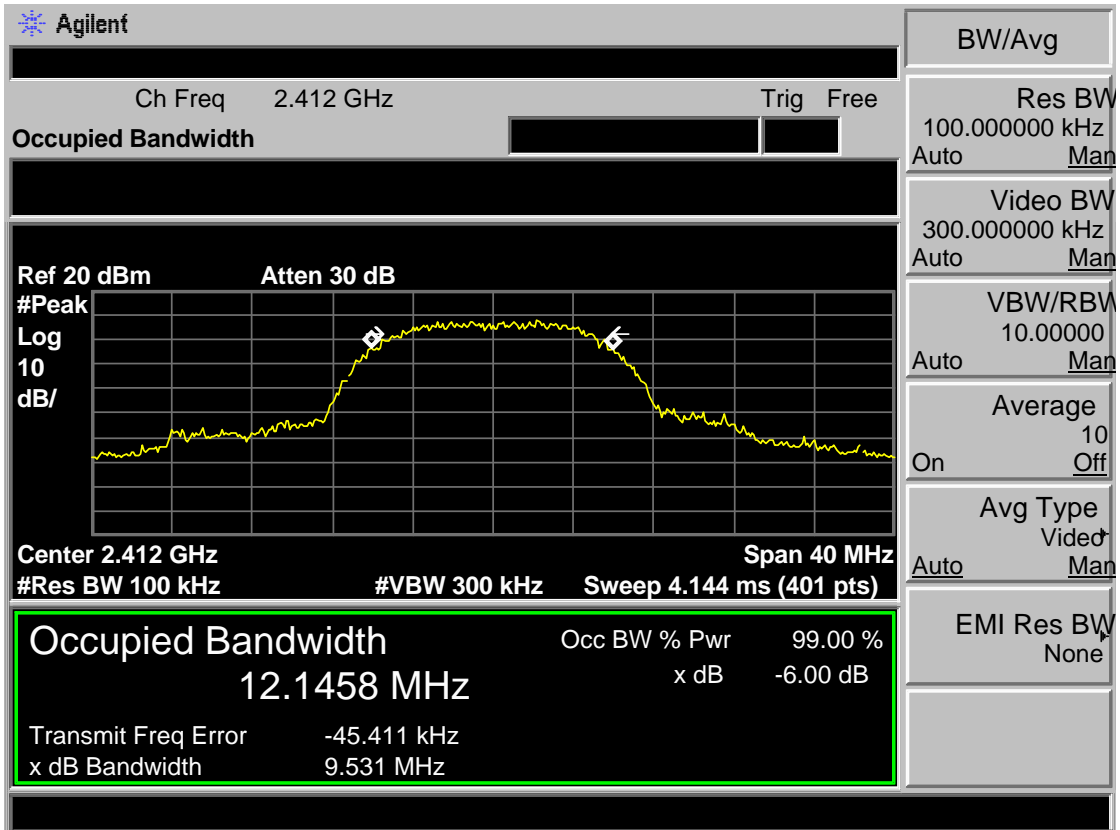 Agilent
BW/Avg
Ch Freq 2.412 GHz Trig Free
Occupied Bandwidth
Res BW
100.000000 kHz
Auto Man
Video BW
300.000000 kHz
Auto Man
VBW/RBW
10.00000
Auto Man
Average
10
On Off
Avg Type
Video
Auto Man
EMI Res BW
None
Ref 20 dBm Atten 30 dB
#Peak
Log
10
dB/
Center 2.412 GHz Span 40 MHz
#Res BW 100 kHz #VBW 300 kHz Sweep 4.144 ms (401 pts)
Occupied Bandwidth
12.1458 MHz
Occ BW % Pwr 99.00 %
x dB -6.00 dB
Transmit Freq Error -45.411 kHz
x dB Bandwidth 9.531 MHz